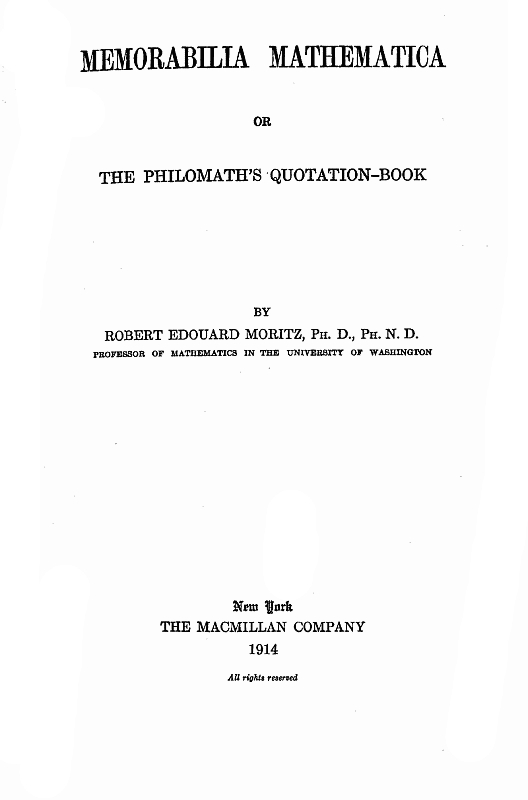 MEMORABILIA MATHEMATICA
OR
THE PHILOMATH'S QUOTATION-BOOK
BY
ROBERT EDOUARD MORITZ, PH. D., PH. N. D.
PROFESSOR OF MATHEMATICS IN THE UNIVERSITY OF WASHINGTON
New York
THE MACMILLAN COMPANY
1914
All rights reserved